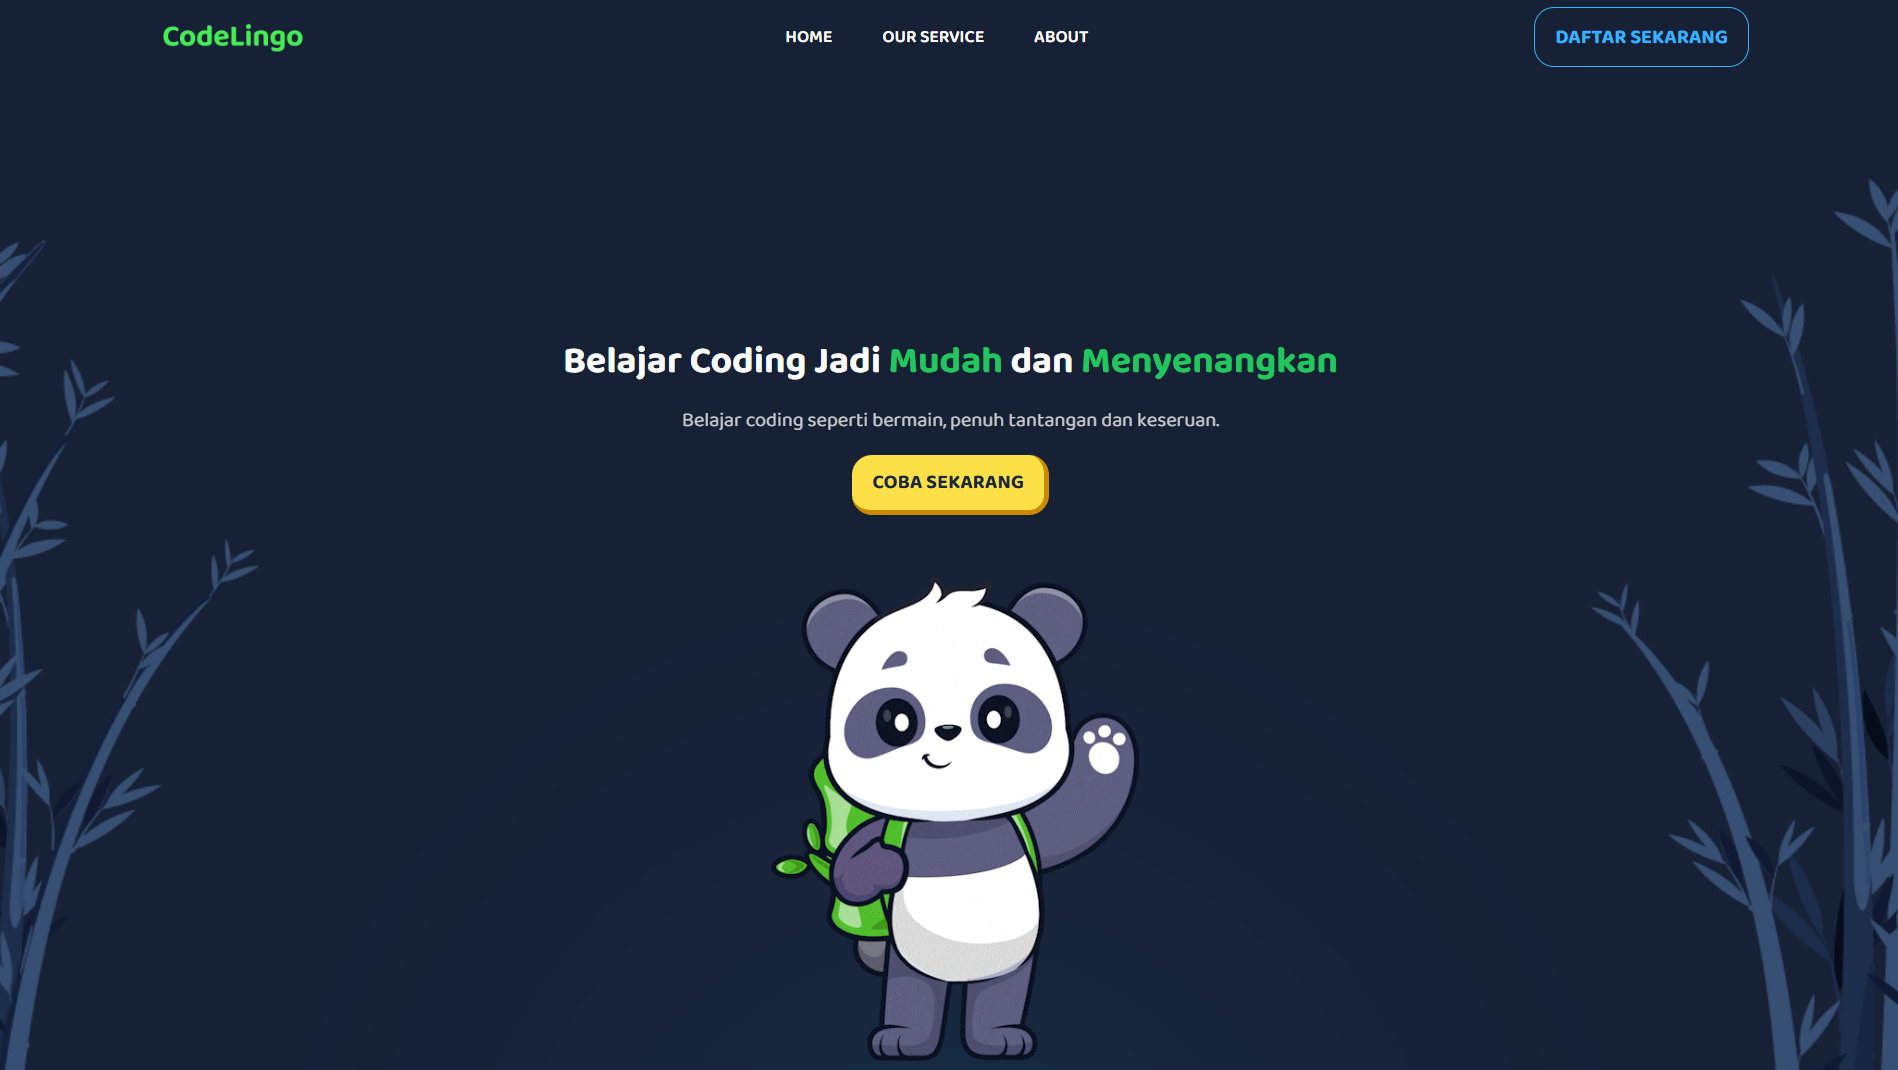 CodeLingo
HOME
OUR SERVICE
ABOUT
DAFTAR SEKARANG
Belajar Coding Jadi Mudah dan Menyenangkan
Belajar coding seperti bermain, penuh tantangan dan keseruan.
COBA SEKARANG